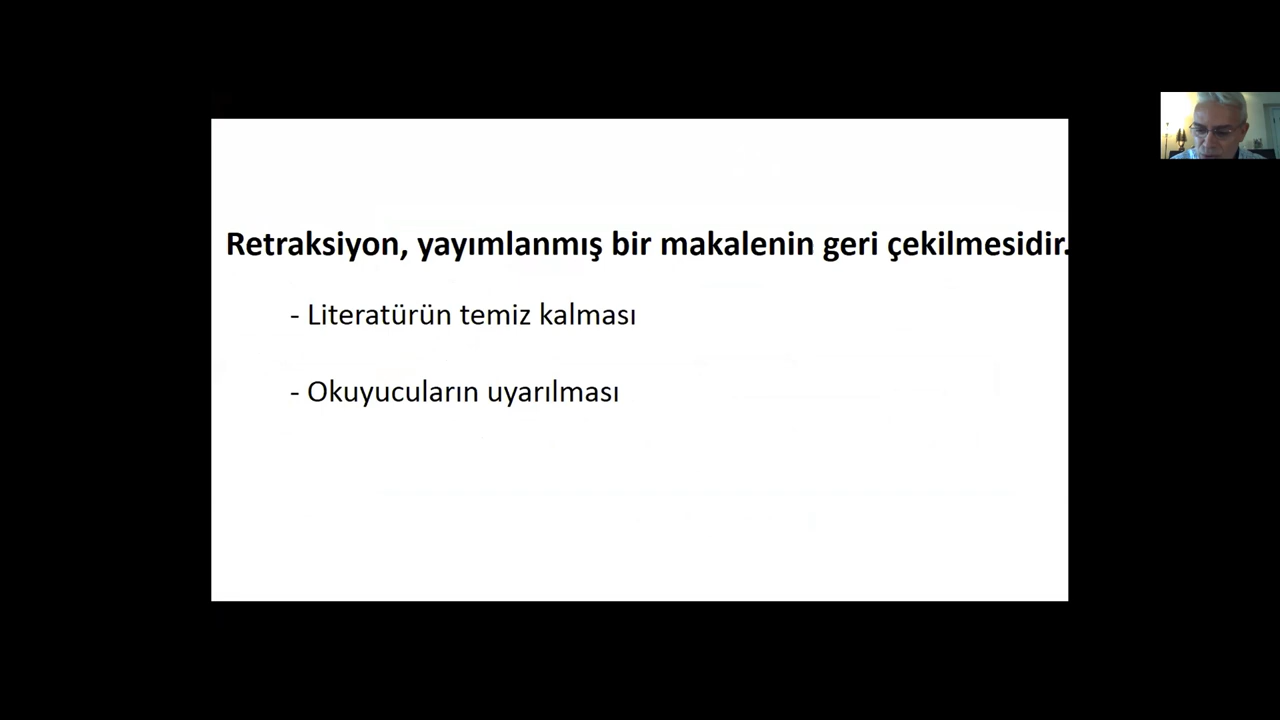 Retraksiyon, yayımlanmış bir makalenin geri çekilmesidir.
- Literatürün temiz kalması
- Okuyucuların uyarılması